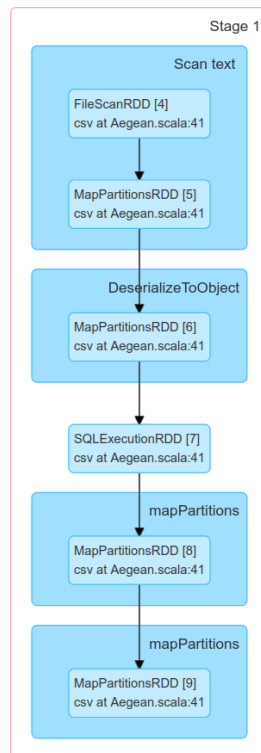 Stage 1
Scan text
FileScanRDD [4]
csv at Aegean.scala:41
MapPartitionsRDD [5]
csv at Aegean.scala:41
DeserializeToObject
MapPartitionsRDD [6]
csv at Aegean.scala:41
SQLExecutionRDD [7]
csv at Aegean.scala:41
mapPartitions
MapPartitionsRDD [8]
csv at Aegean.scala:41
mapPartitions
MapPartitionsRDD [9]
csv at Aegean.scala:41